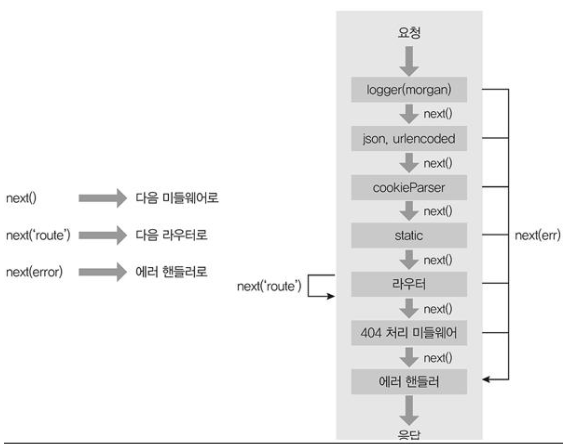 요청
logger(morgan)
next()
json, urlencoded
next()
cookieParser
next()
static
next()
라우터
next()
404 처리 미들웨어
next()
에러 핸들러
응답
next(err)
next('route')
next() 다음 미들웨어로
next('route') 다음 라우터로
next(error) 에러 핸들러로